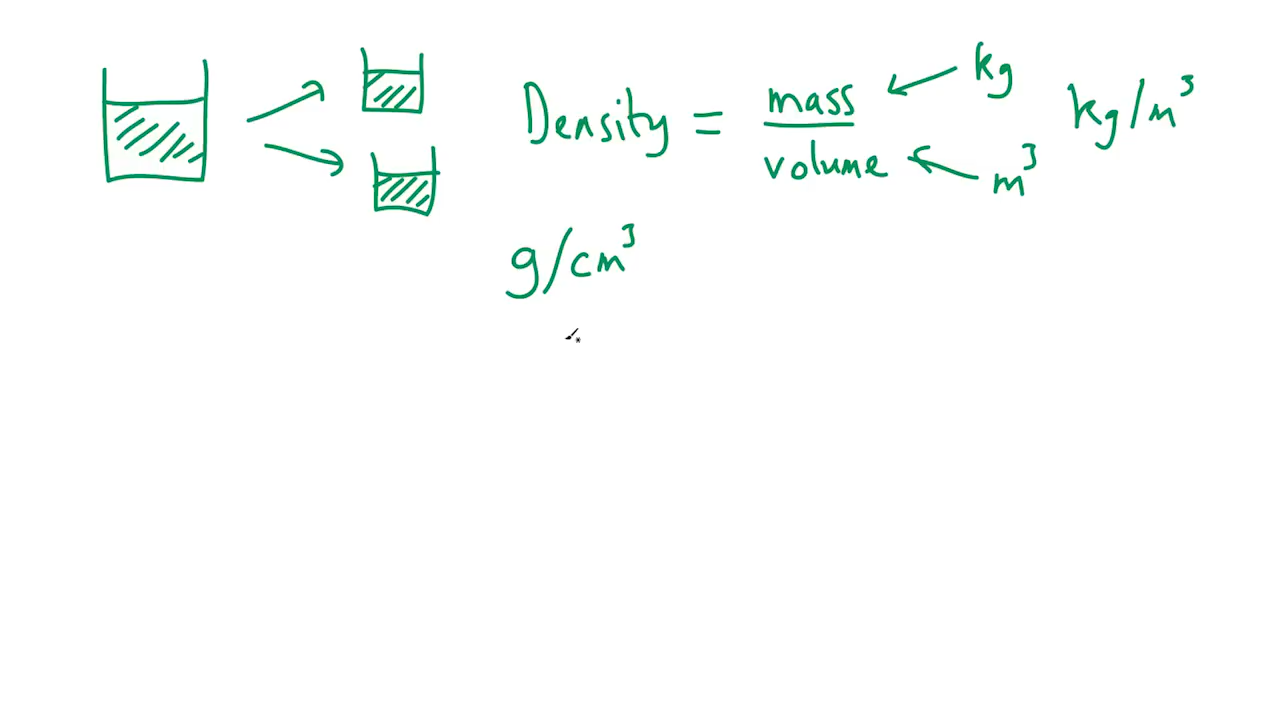 Density = mass / volume
kg
m³
kg/m³
g/cm³